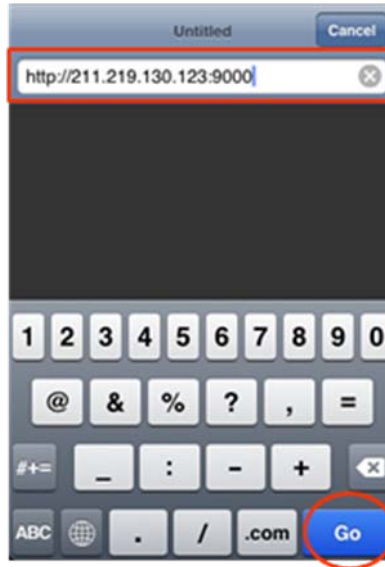 Untitled
Cancel
http://211.219.130.123:9000
1 2 3 4 5 6 7 8 9 0
@ & % ? , =
#+= _ : - +
ABC . / .com Go